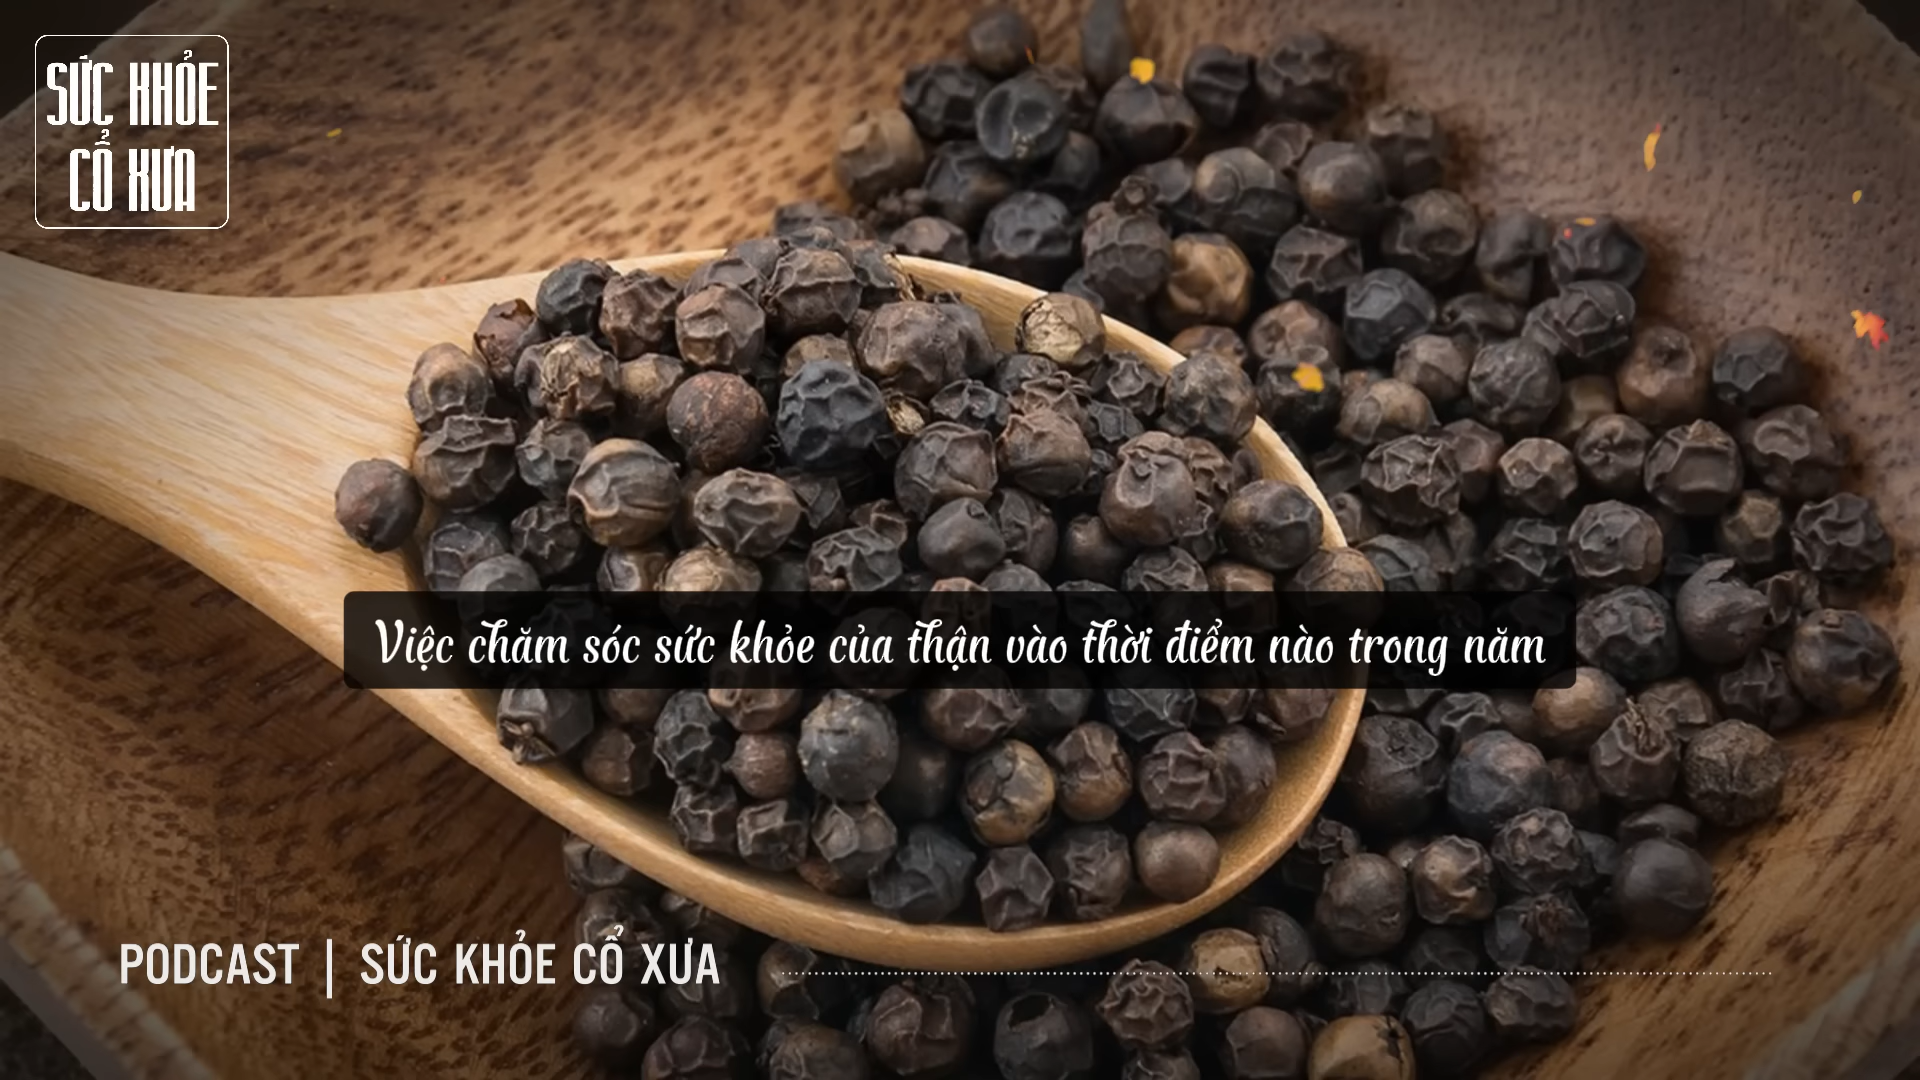 SỨC KHỎE
CỔ XƯA
Việc chăm sóc sức khỏe của thận vào thời điểm nào trong năm
PODCAST | SỨC KHỎE CỔ XƯA